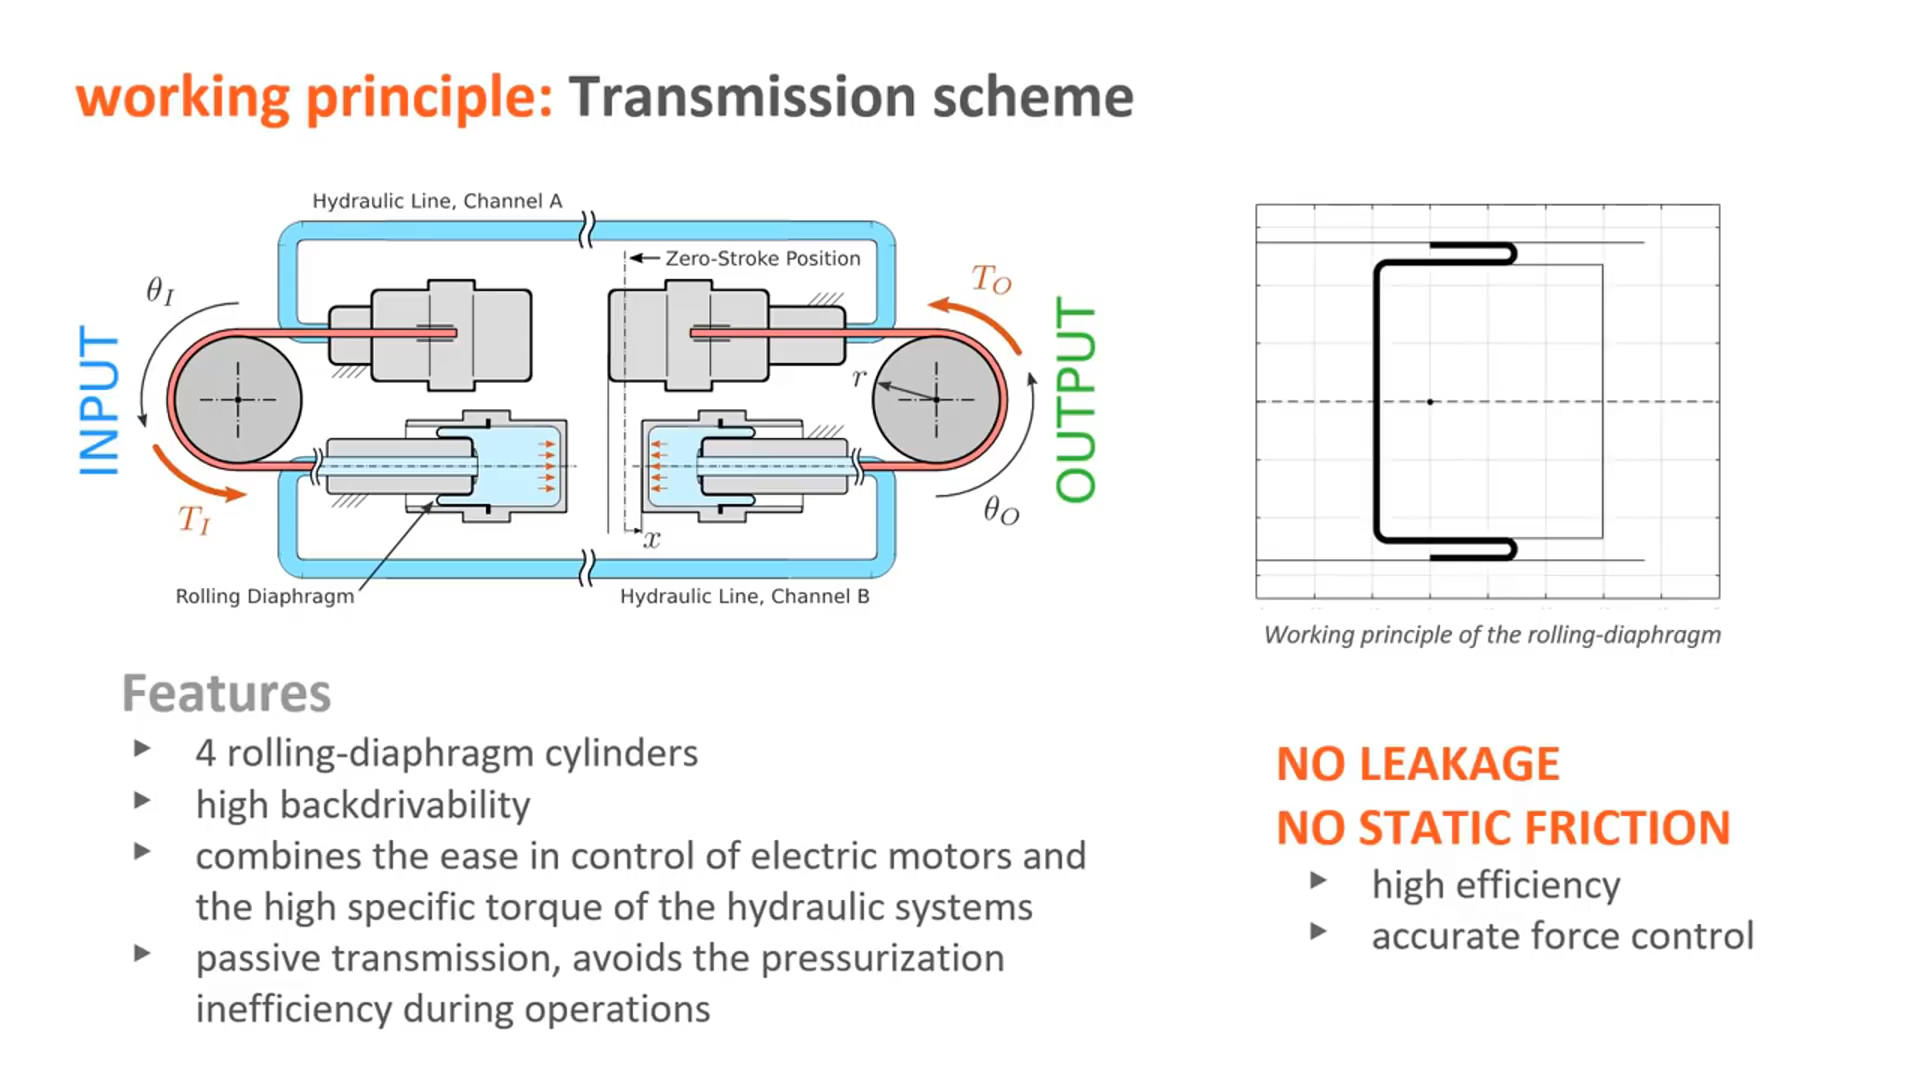 working principle: Transmission scheme
Hydraulic Line, Channel A
Zero-Stroke Position
θI
TO
INPUT
r
OUTPUT
TI
θO
x
Rolling Diaphragm
Hydraulic Line, Channel B
Working principle of the rolling-diaphragm
Features
4 rolling-diaphragm cylinders
high backdrivability
combines the ease in control of electric motors and
the high specific torque of the hydraulic systems
passive transmission, avoids the pressurization
inefficiency during operations
NO LEAKAGE
NO STATIC FRICTION
high efficiency
accurate force control